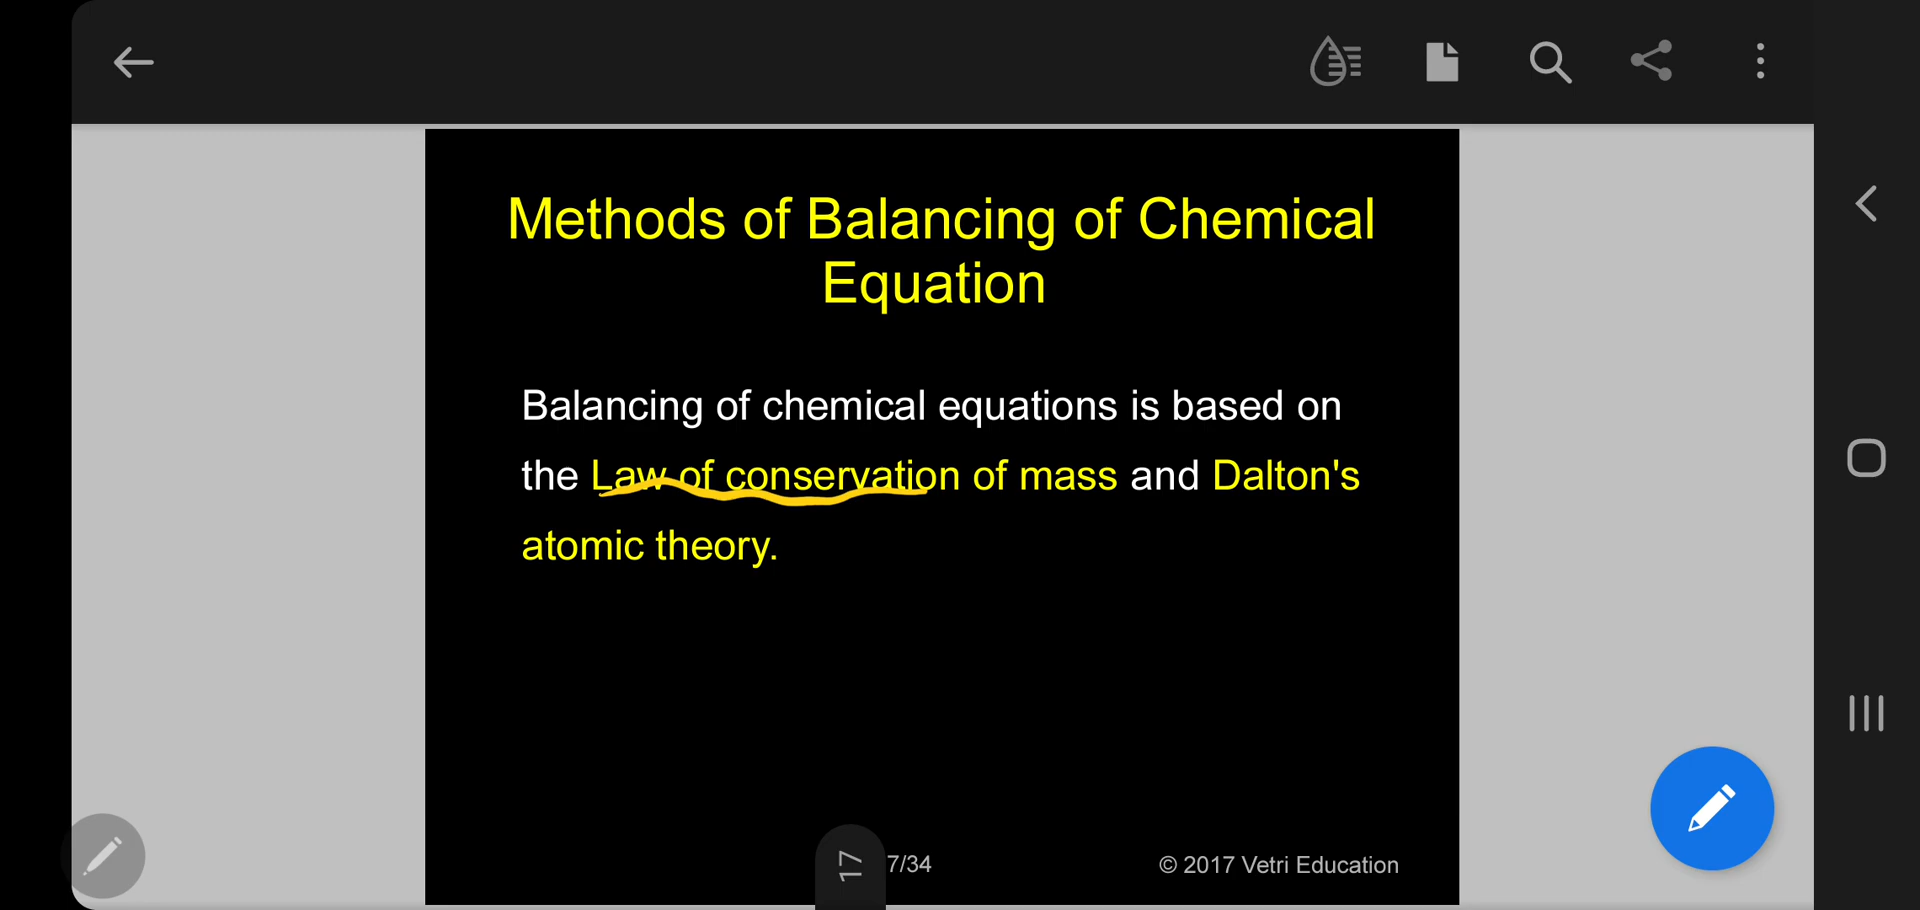 Methods of Balancing of Chemical
Equation
Balancing of chemical equations is based on
the Law of conservation of mass and Dalton's
atomic theory.
17
7/34
© 2017 Vetri Education